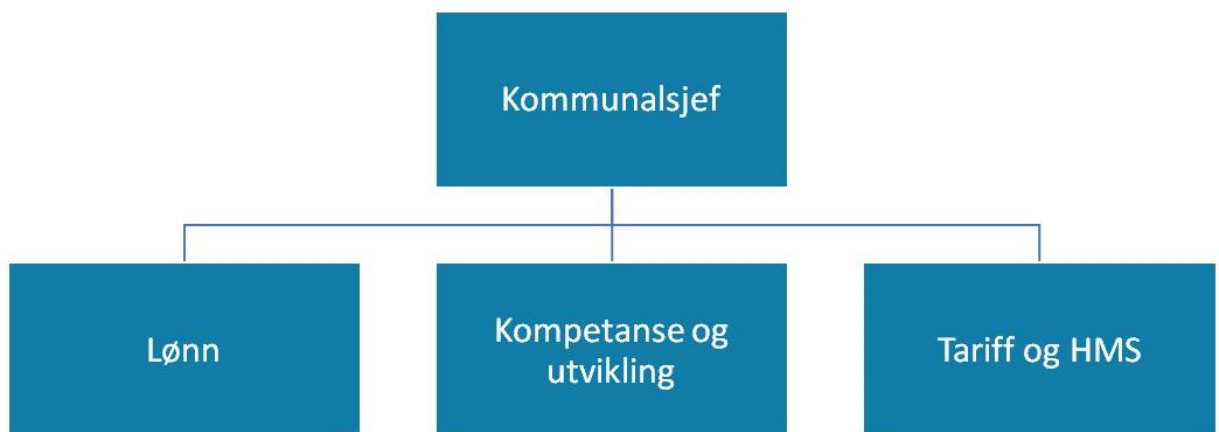 Kommunalsjef
Lønn
Kompetanse og
utvikling
Tariff og HMS